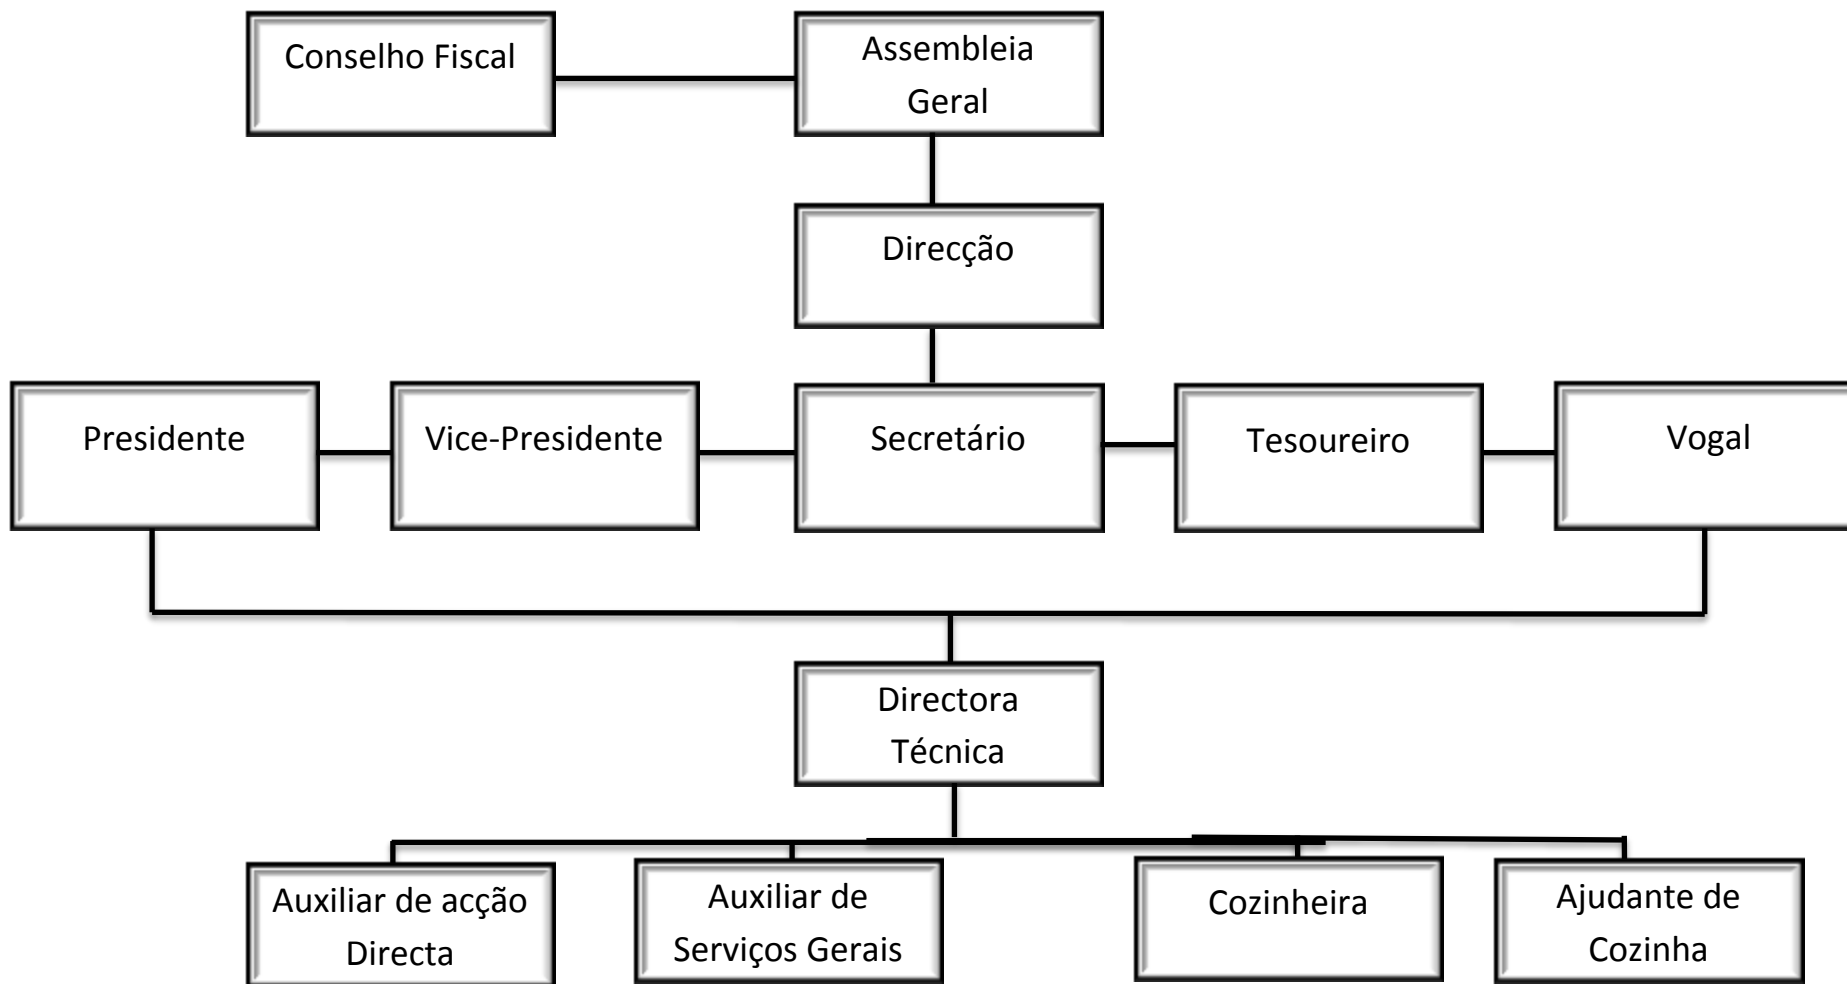 Conselho Fiscal
Assembleia
Geral
Direcção
Presidente
Vice-Presidente
Secretário
Tesoureiro
Vogal
Directora
Técnica
Auxiliar de acção
Directa
Auxiliar de
Serviços Gerais
Cozinheira
Ajudante de
Cozinha